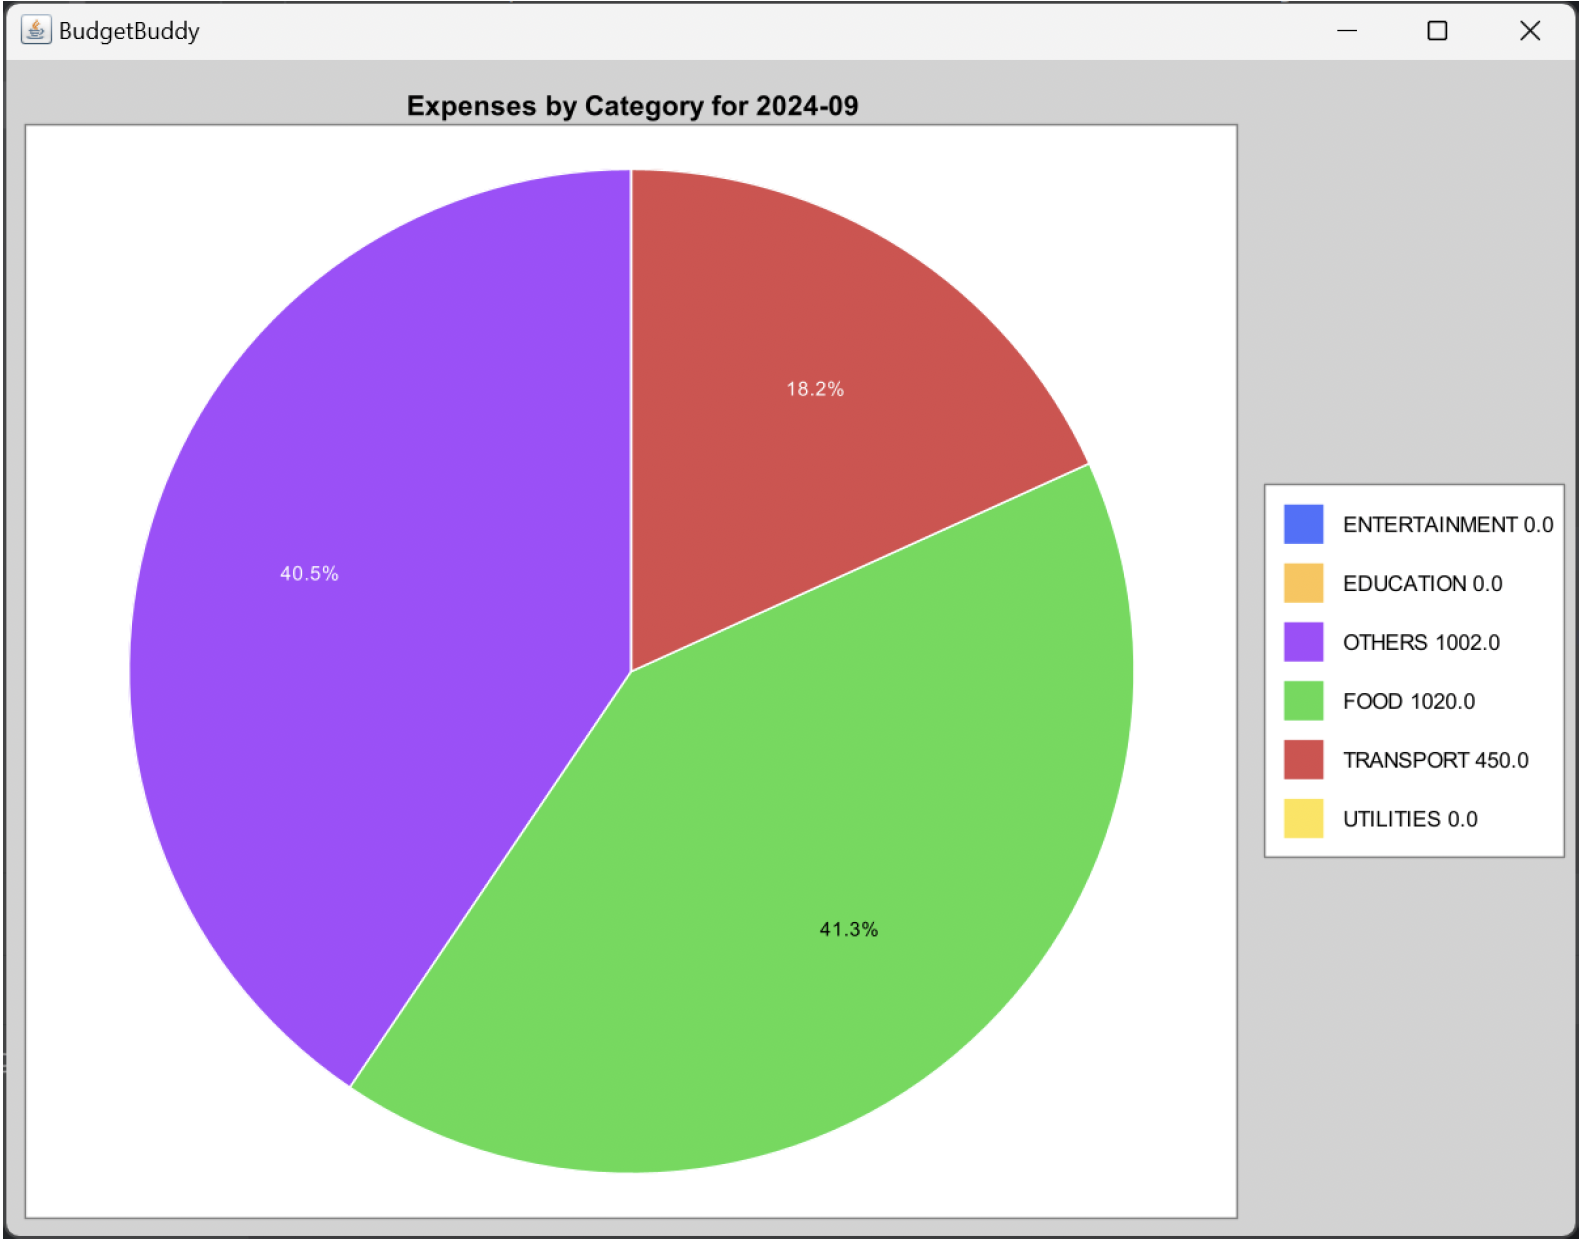 BudgetBuddy
Expenses by Category for 2024-09
18.2%
40.5%
41.3%
ENTERTAINMENT 0.0
EDUCATION 0.0
OTHERS 1002.0
FOOD 1020.0
TRANSPORT 450.0
UTILITIES 0.0